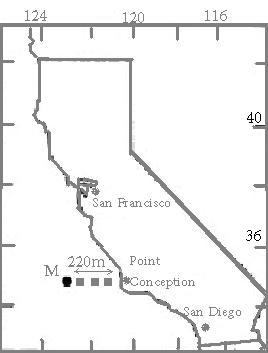 124 120 116
40
San Francisco
36
220m
Point
M
Conception
San Diego